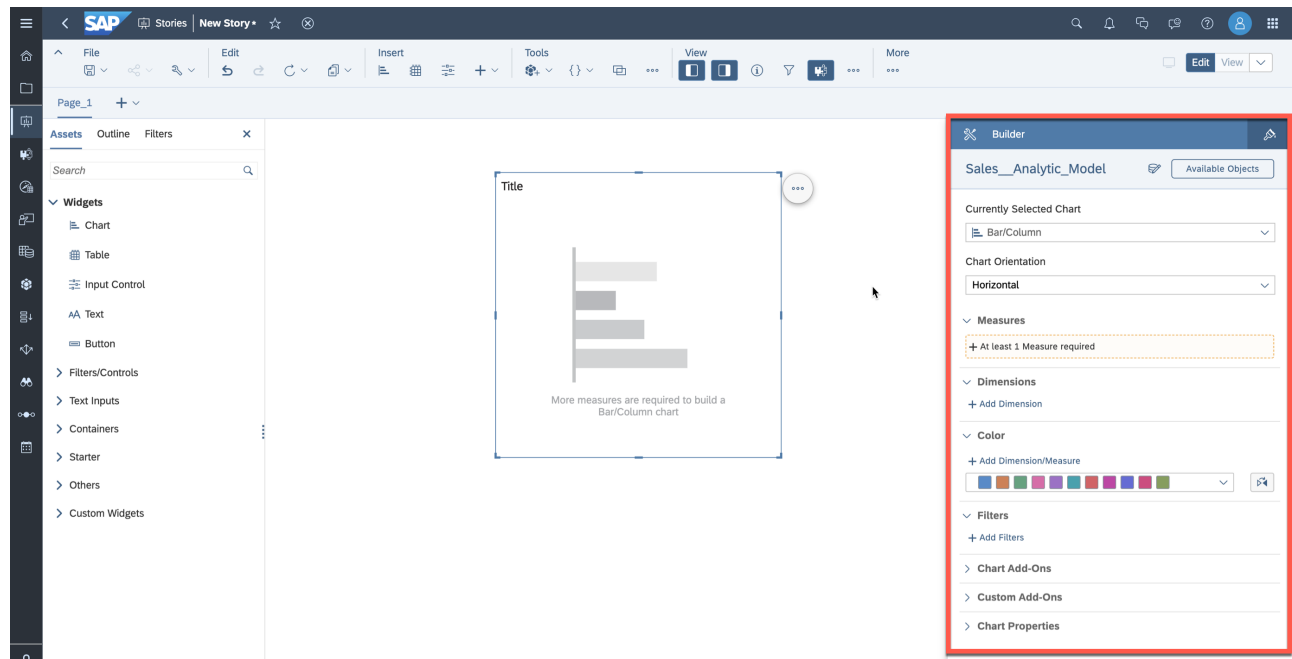 SAP Stories New Story*
File Edit Insert Tools View More
Edit View
Page_1
Assets Outline Filters
Search
Widgets
Chart
Table
Input Control
AA Text
Button
Filters/Controls
Text Inputs
Containers
Starter
Others
Custom Widgets
Title
More measures are required to build a
Bar/Column chart
Builder
Sales__Analytic_Model Available Objects
Currently Selected Chart
Bar/Column
Chart Orientation
Horizontal
Measures
+ At least 1 Measure required
Dimensions
+ Add Dimension
Color
+ Add Dimension/Measure
Filters
+ Add Filters
Chart Add-Ons
Custom Add-Ons
Chart Properties